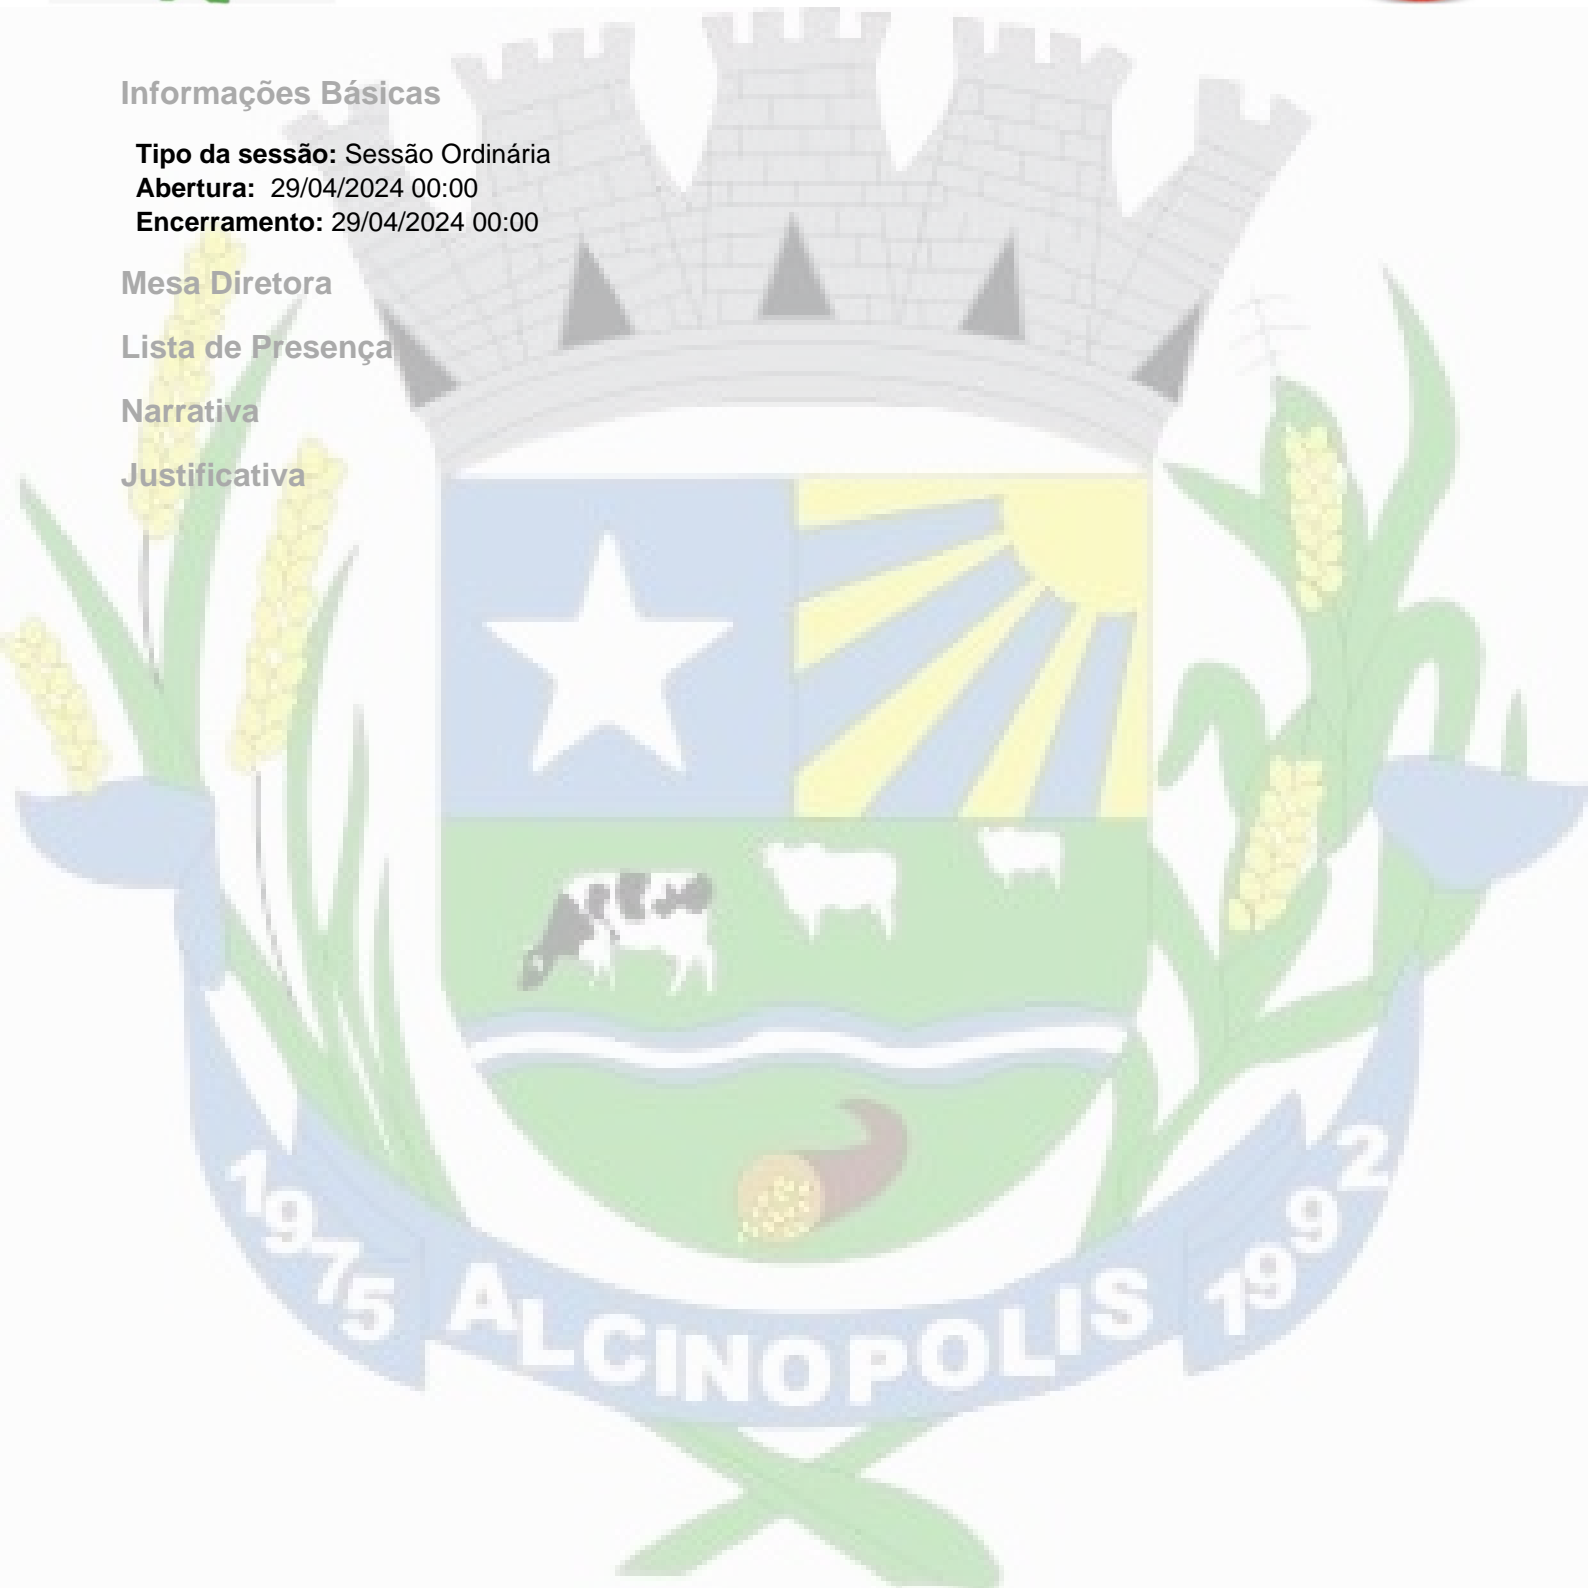 Informações Básicas
Tipo da sessão: Sessão Ordinária
Abertura: 29/04/2024 00:00
Encerramento: 29/04/2024 00:00
Mesa Diretora
Lista de Presença
Narrativa
Justificativa
1975 ALCINOPOLIS 1992